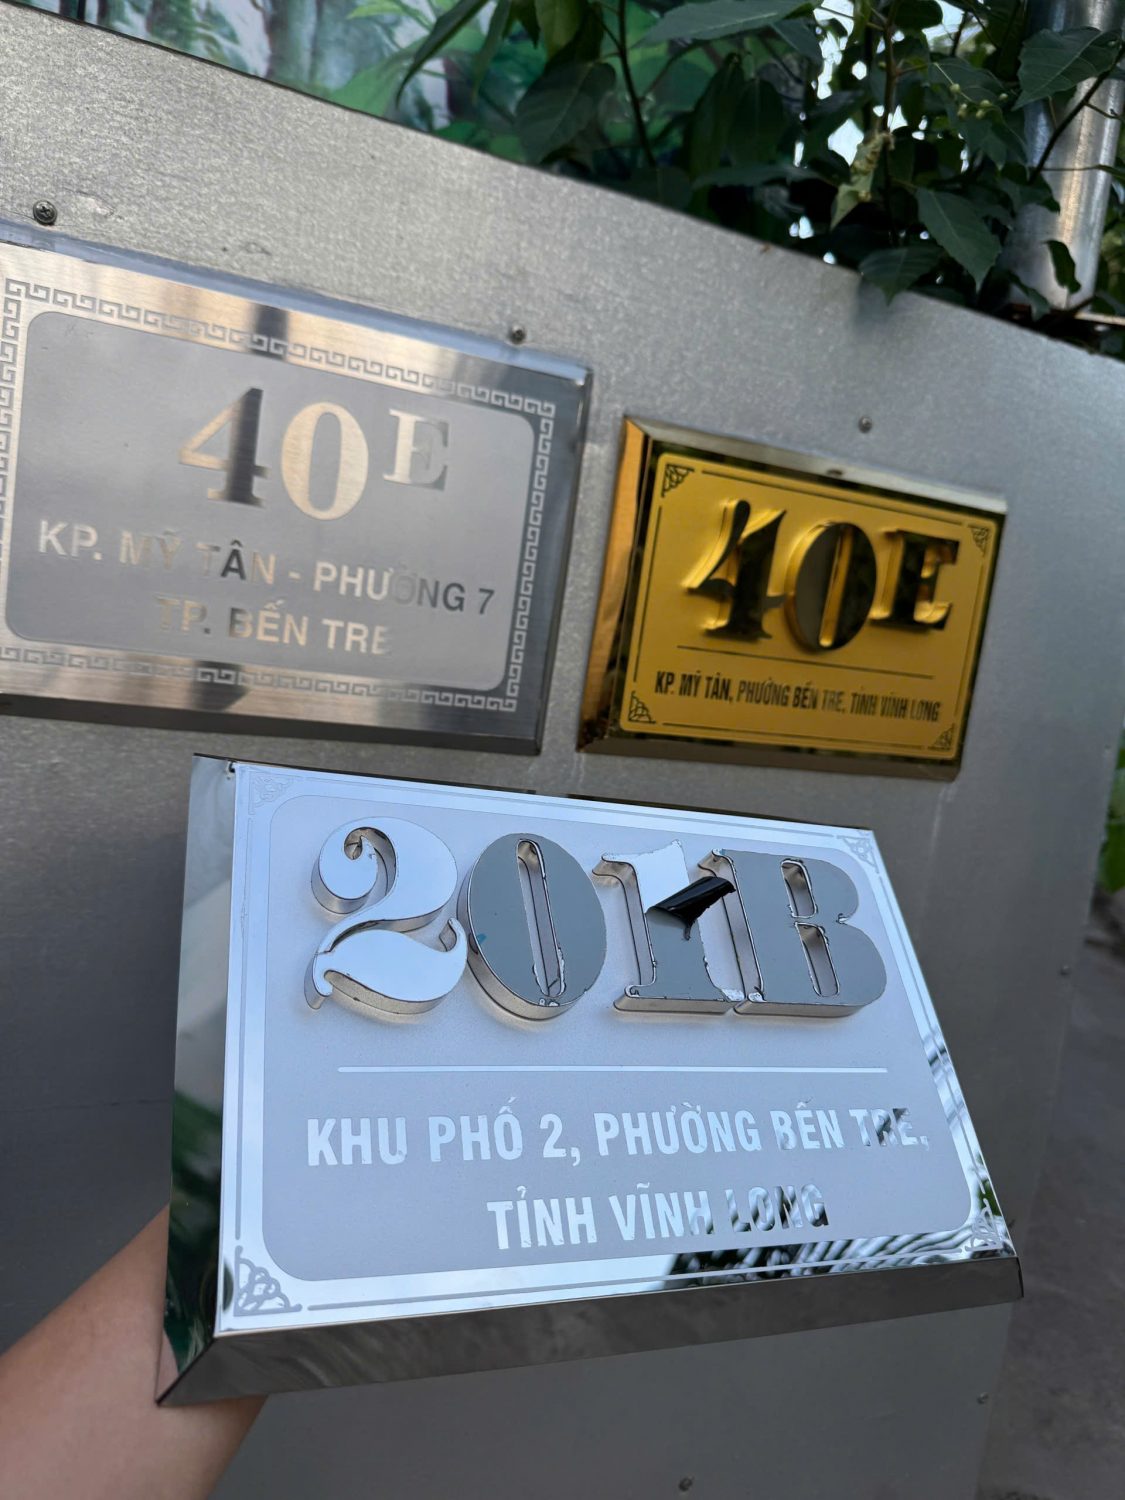 40E
KP. MỸ TÂN - PHƯỜNG 7
TP. BẾN TRE
40E
KP. MỸ TÂN, PHƯỜNG BẾN TRE, TỈNH VĨNH LONG
201B
KHU PHỐ 2, PHƯỜNG BẾN TRE,
TỈNH VĨNH LONG